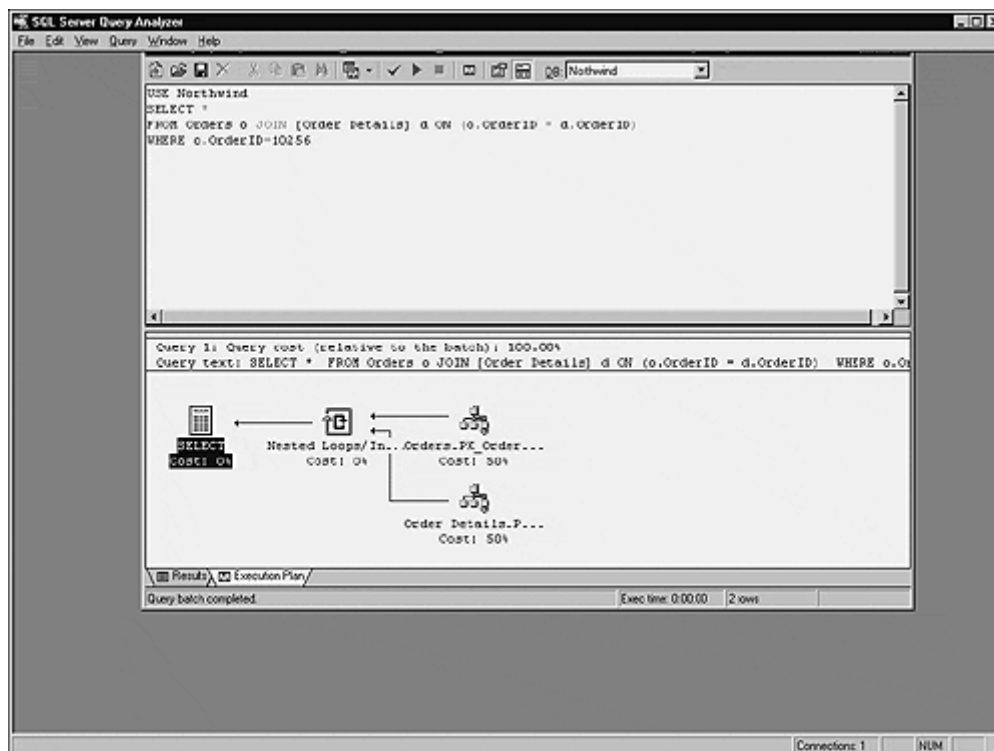 SQL Server Query Analyzer
File Edit View Query Window Help
DB: Northwind
USE Northwind
SELECT *
FROM Orders o JOIN [Order Details] d ON (o.OrderID = d.OrderID)
WHERE o.OrderID=10256
Query 1: Query cost (relative to the batch): 100.00%
Query text: SELECT * FROM Orders o JOIN [Order Details] d ON (o.OrderID = d.OrderID) WHERE o.Or
SELECT
Cost: 0%
Nested Loops/In...
Cost: 0%
Orders.PK_Order...
Cost: 50%
Order Details.P...
Cost: 50%
Results Execution Plan
Query batch completed. Exec time: 0:00:00 2 rows
Connections: 1 NUM